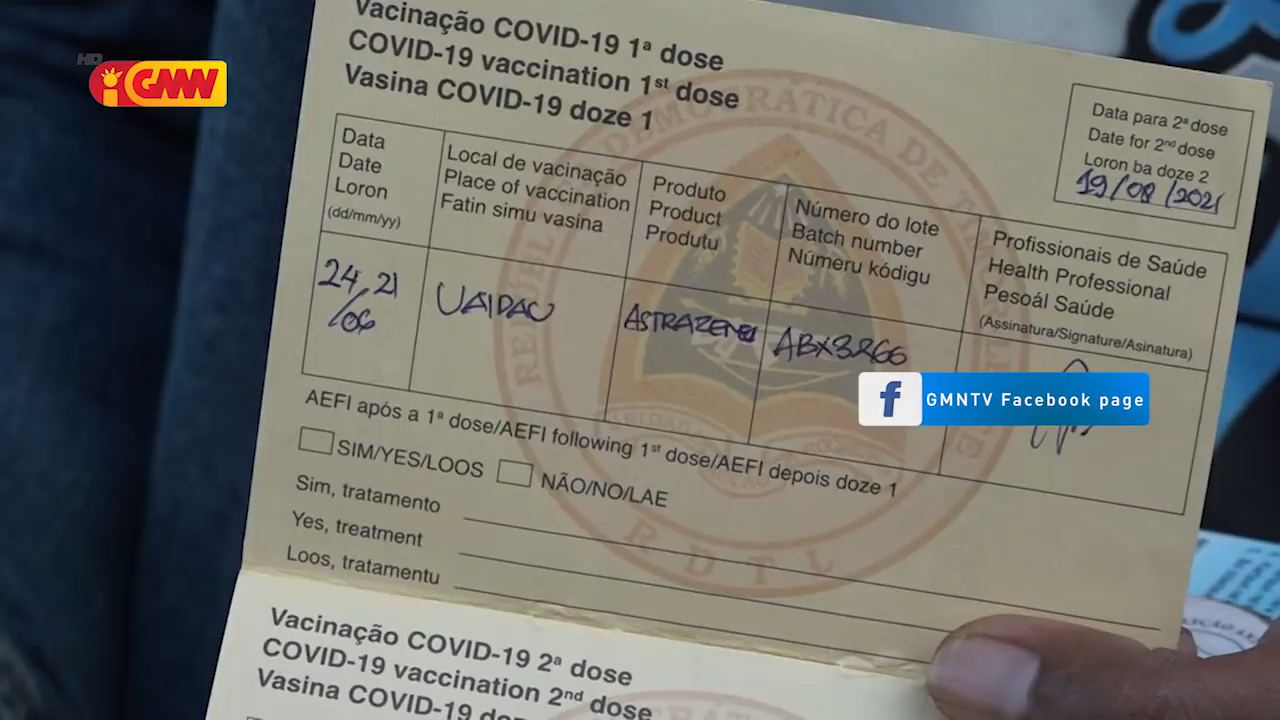 HD
GMN
Vacinação COVID-19 1ª dose
COVID-19 vaccination 1st dose
Vasina COVID-19 doze 1
Data para 2ª dose
Date for 2nd dose
Loron ba doze 2
19/08/2021
Data
Date
Loron
(dd/mm/yy)
Local de vacinação
Place of vaccination
Fatin simu vasina
Produto
Product
Produtu
Número do lote
Batch number
Númeru kódigu
Profissionais de Saúde
Health Professional
Pesoál Saúde
(Assinatura/Signature/Asinatura)
24, 21
/06
UAIDAU
ABX3266
f GMNTV Facebook page
AEFI após a 1ª dose/AEFI following 1st dose/AEFI depois doze 1
SIM/YES/LOOS
NÃO/NO/LAE
Sim, tratamento
Yes, treatment
Loos, tratamentu
R D T L
Vacinação COVID-19 2ª dose
COVID-19 vaccination 2nd dose
Vasina COVID-19